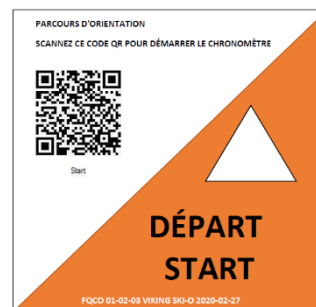 PARCOURS D'ORIENTATION
SCANNEZ CE CODE QR POUR DÉMARRER LE CHRONOMÈTRE
Start
DÉPART
START
FQCO 01-02-03 VIKING SKI-O 2020-02-27